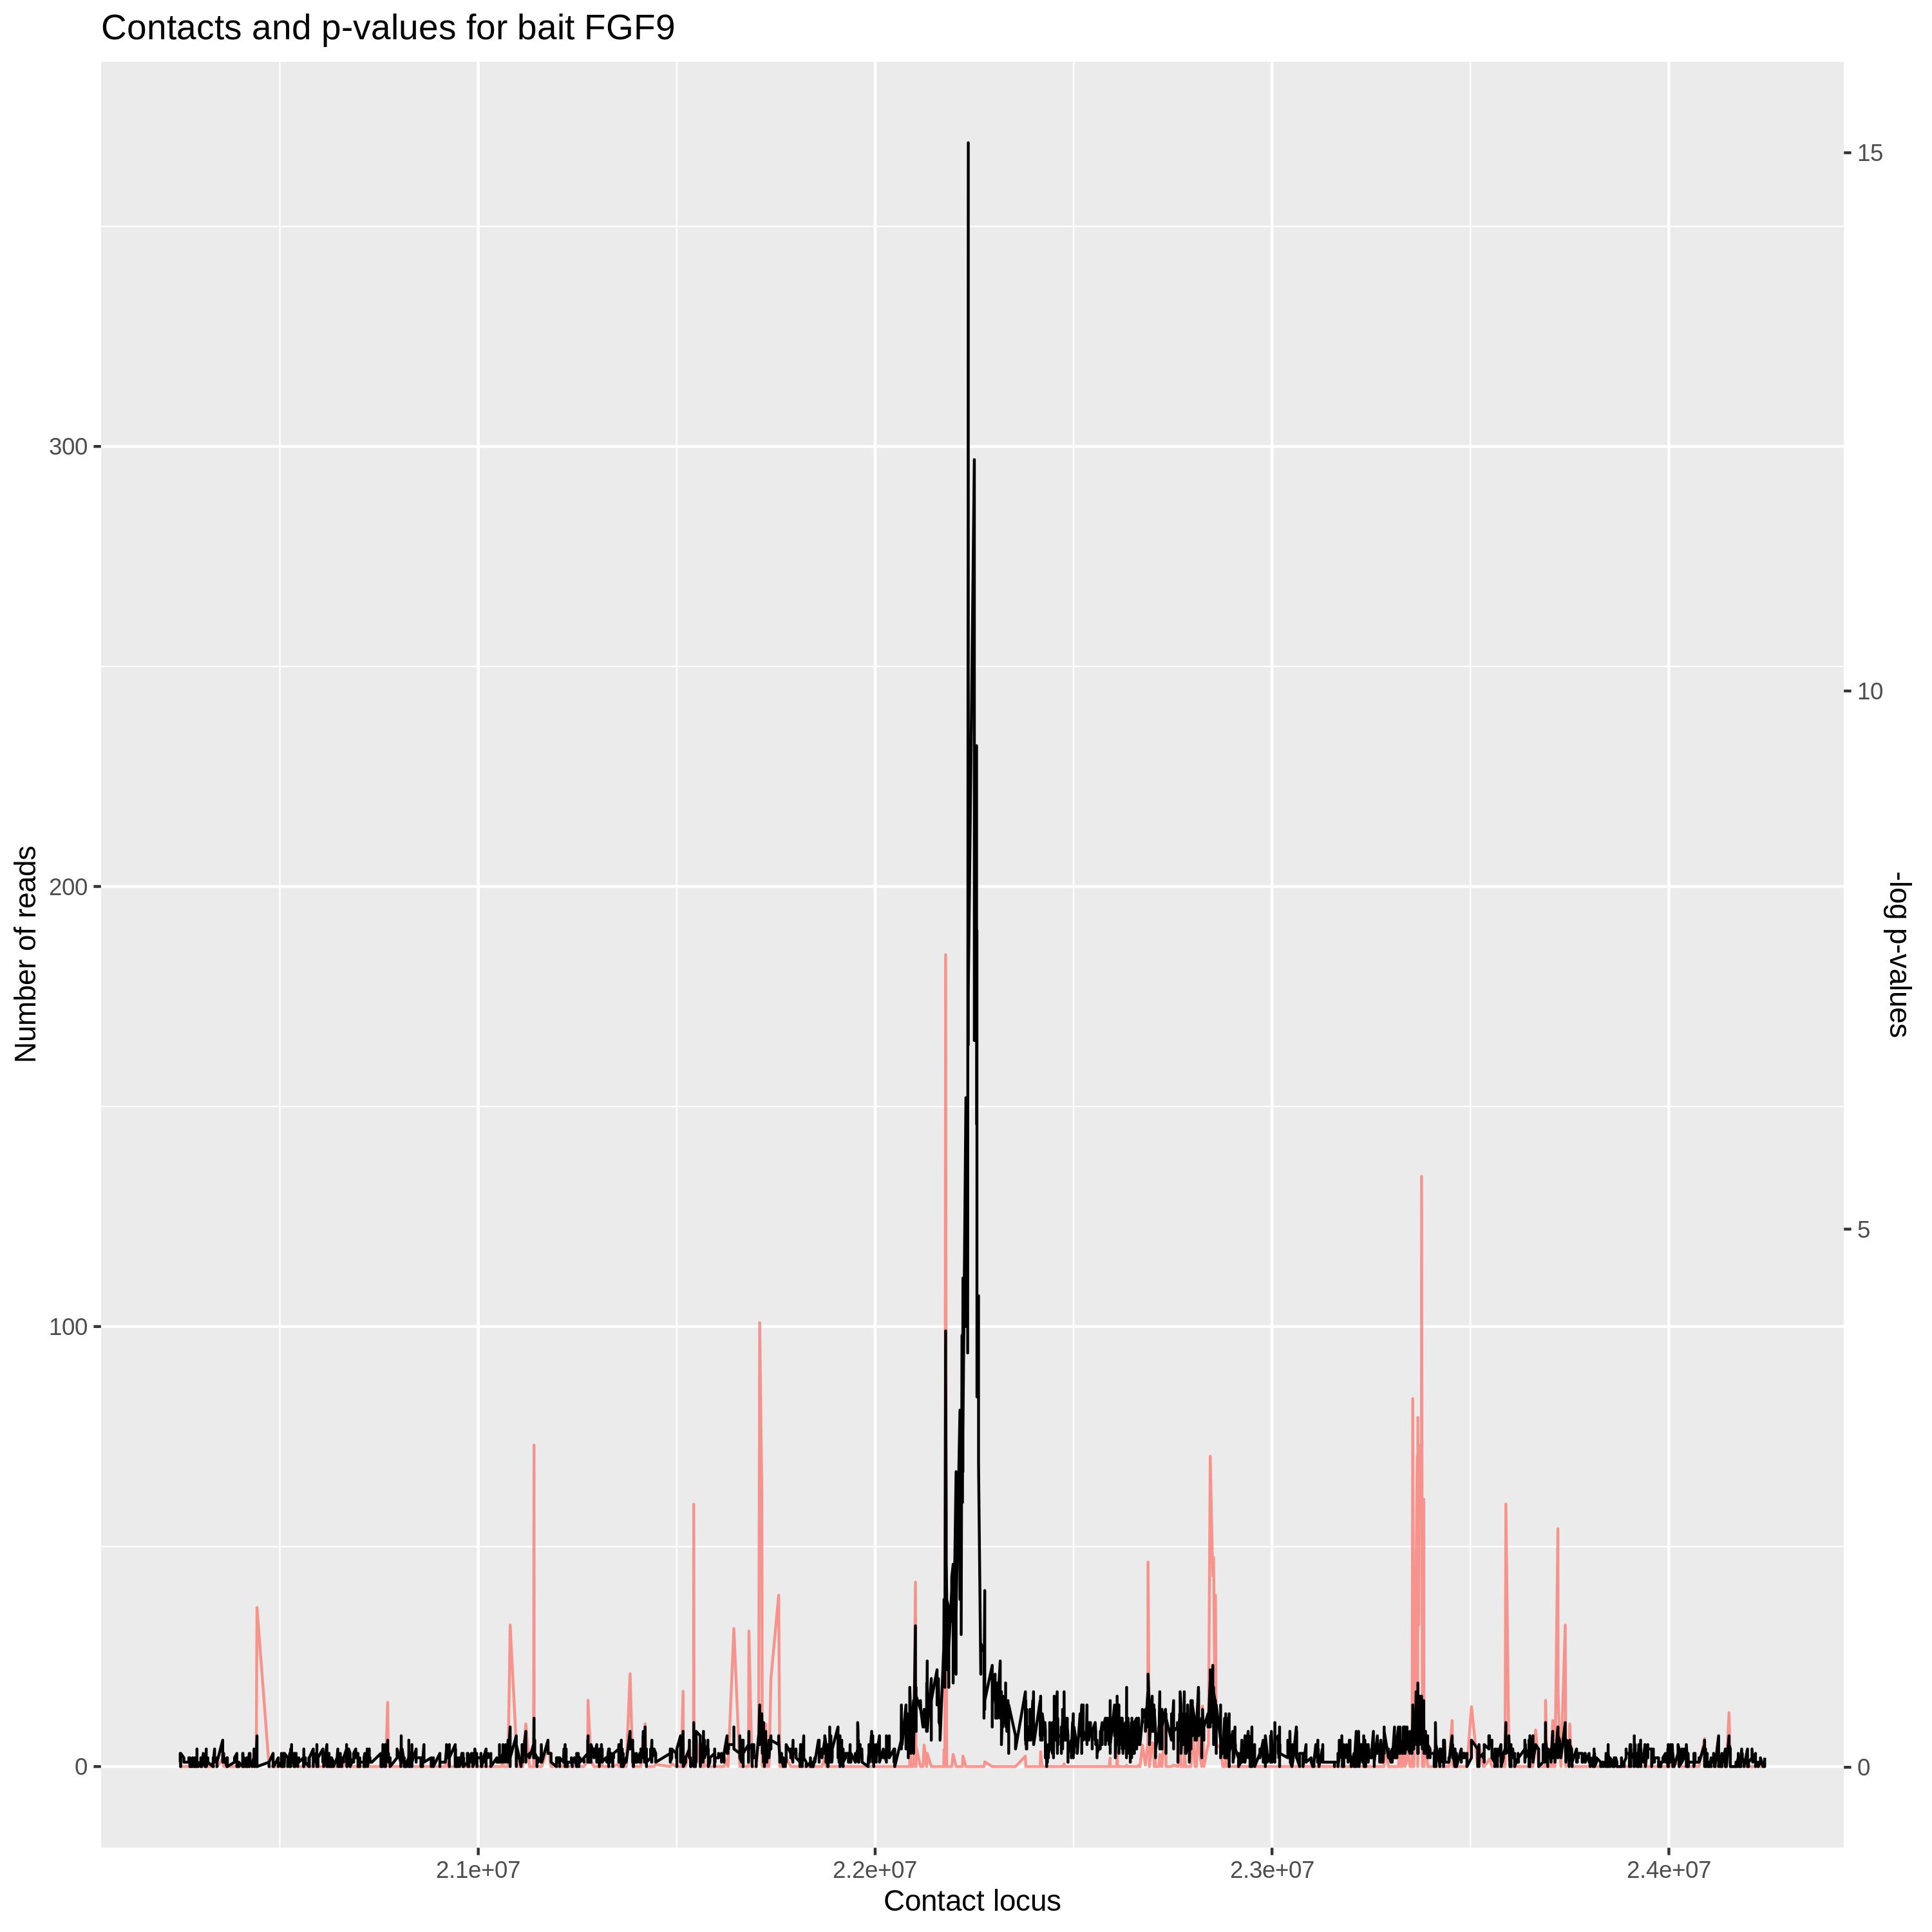 Contacts and p-values for bait FGF9
Number of reads
300
200
100
0
15
10
5
0
-log p-values
2.1e+07
2.2e+07
2.3e+07
2.4e+07
Contact locus